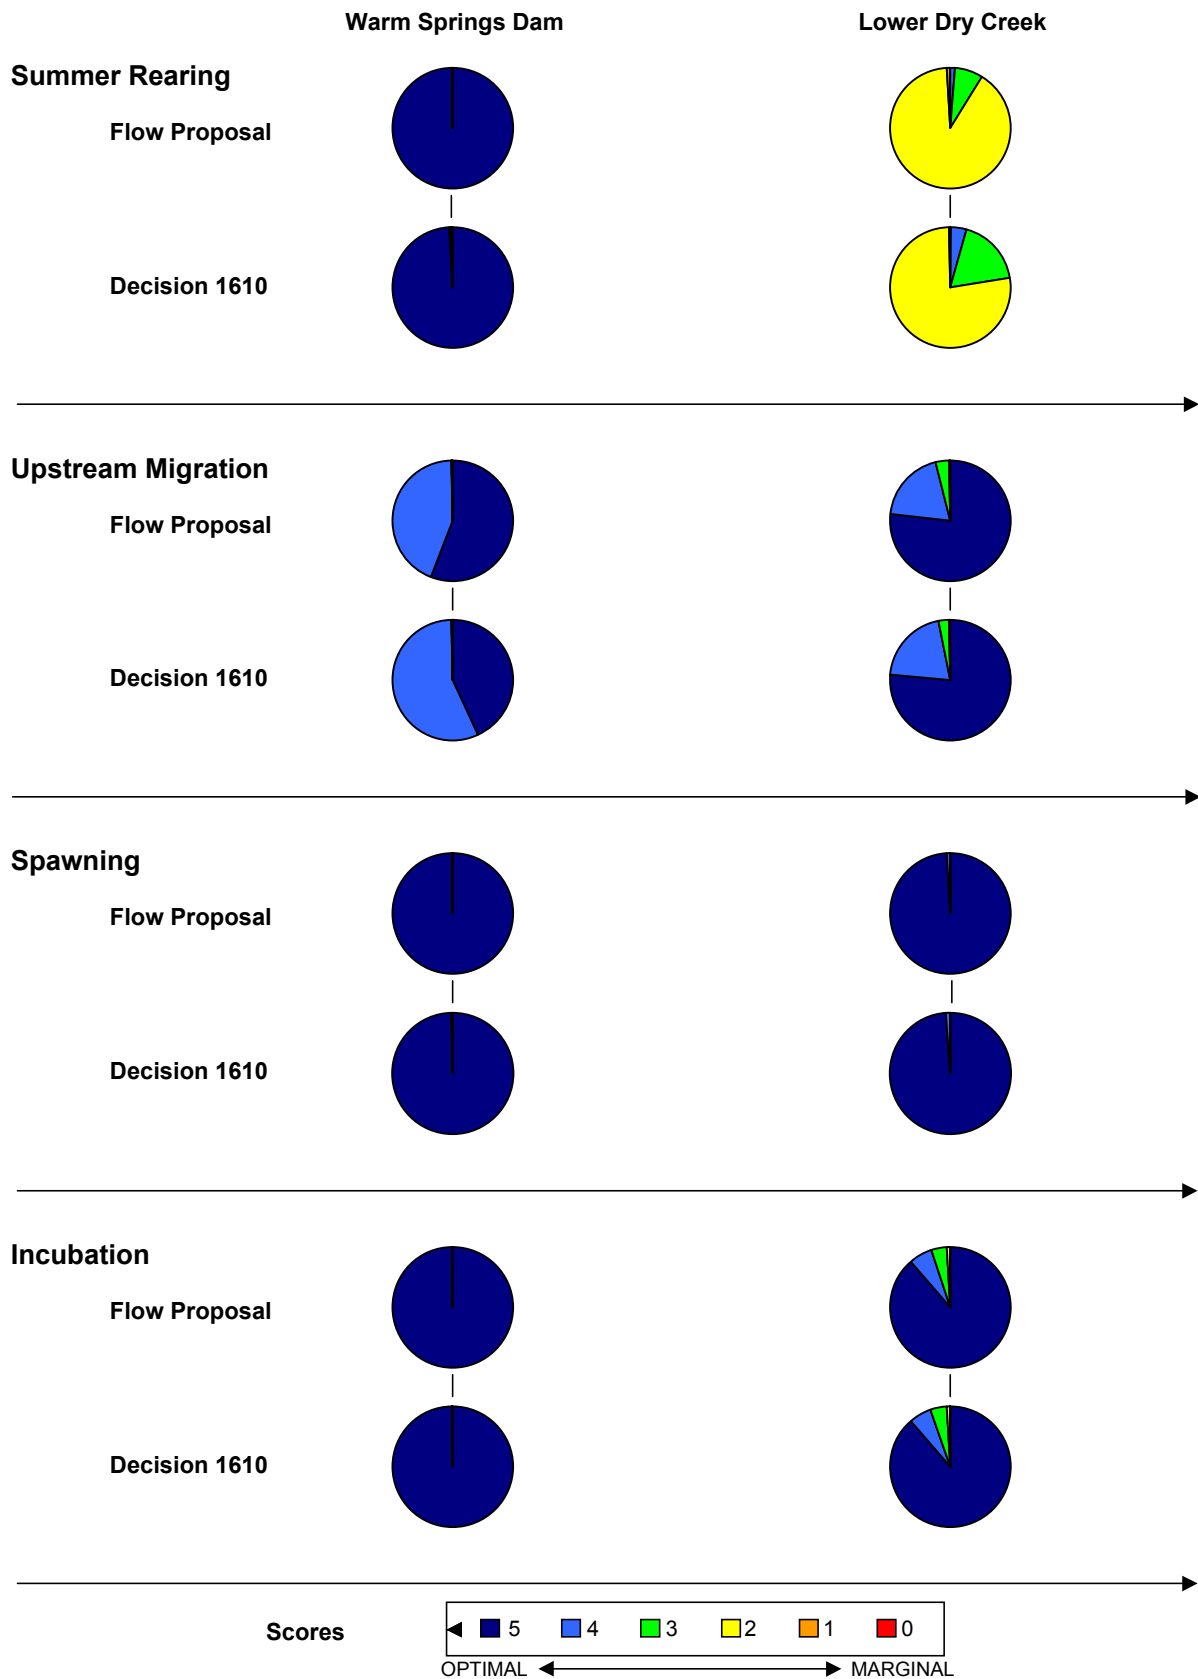 Warm Springs Dam Lower Dry Creek
Summer Rearing
Flow Proposal
Decision 1610
Upstream Migration
Flow Proposal
Decision 1610
Spawning
Flow Proposal
Decision 1610
Incubation
Flow Proposal
Decision 1610
Scores 5 4 3 2 1 0
OPTIMAL MARGINAL